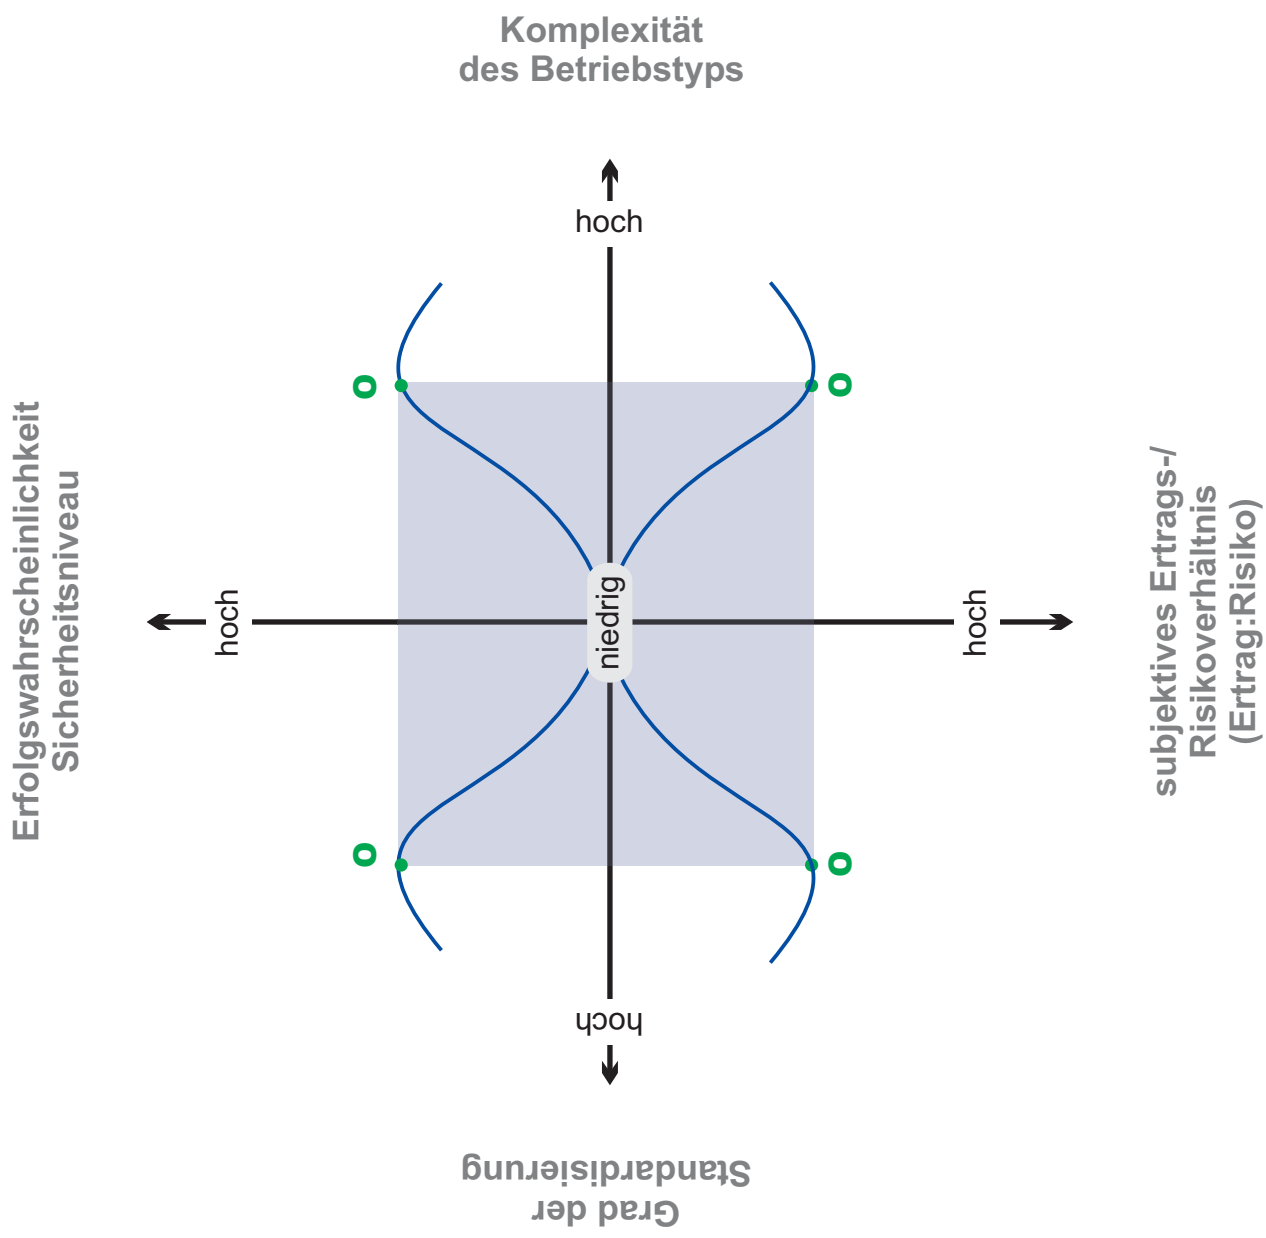 Komplexität
des Betriebstyps
hoch
o
o
Erfolgswahrscheinlichkeit
Sicherheitsniveau
hoch
niedrig
hoch
subjektives Ertrags-/
Risikoverhältnis
(Ertrag:Risiko)
o
o
hoch
Grad der
Standardisierung